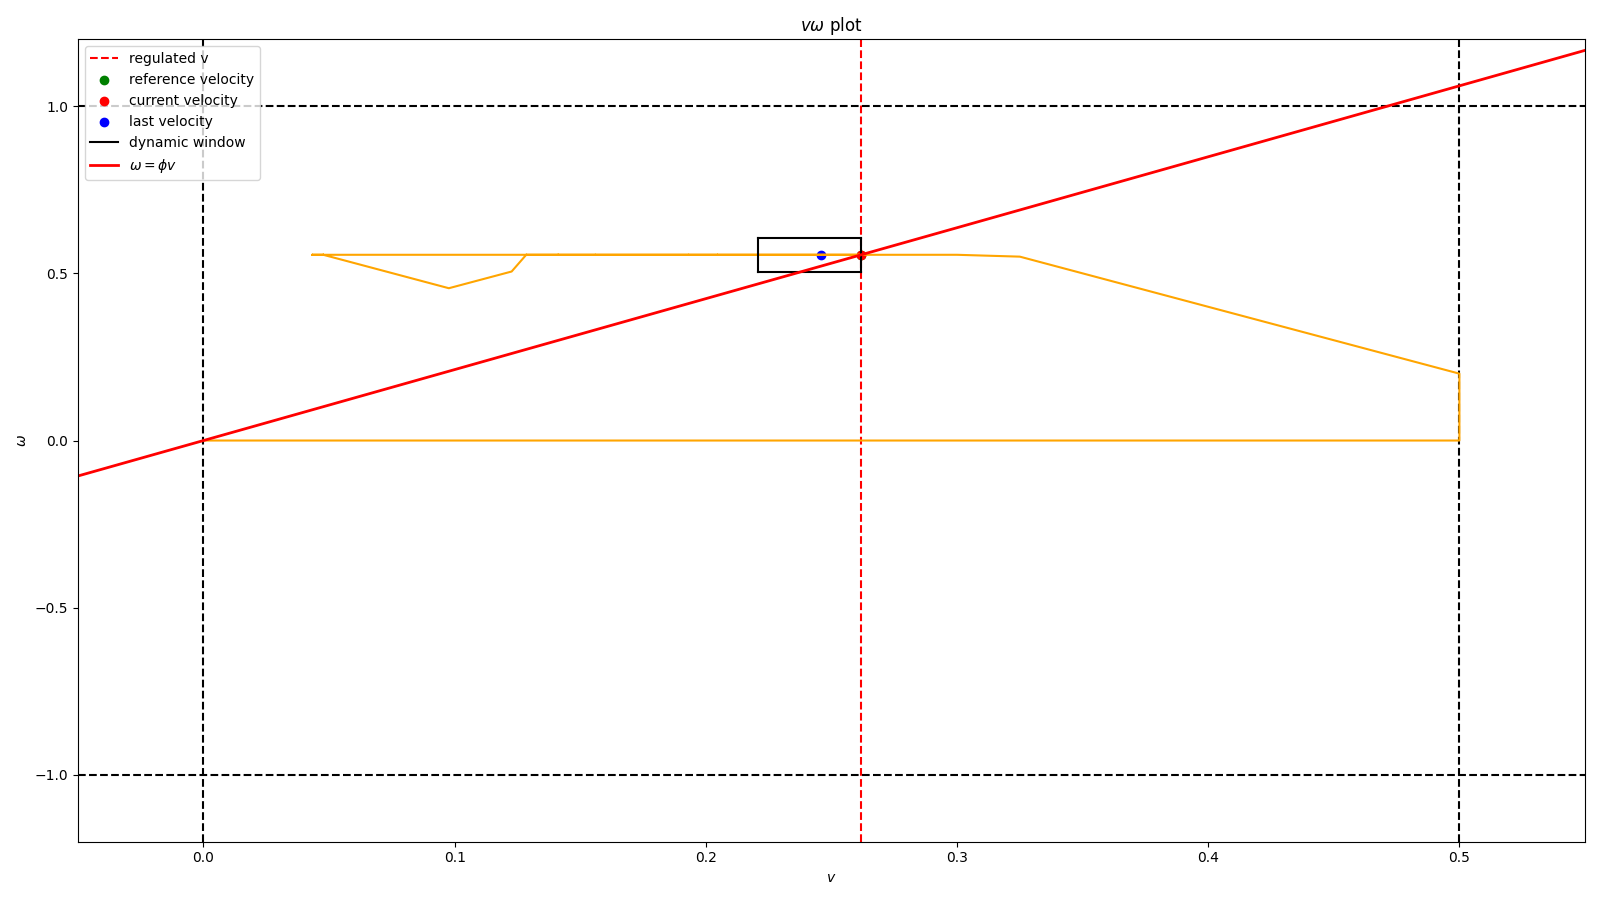 vω plot
regulated v
reference velocity
current velocity
last velocity
dynamic window
ω = ϕv
1.0
0.5
0.0
−0.5
−1.0
ω
0.0 0.1 0.2 0.3 0.4 0.5
v